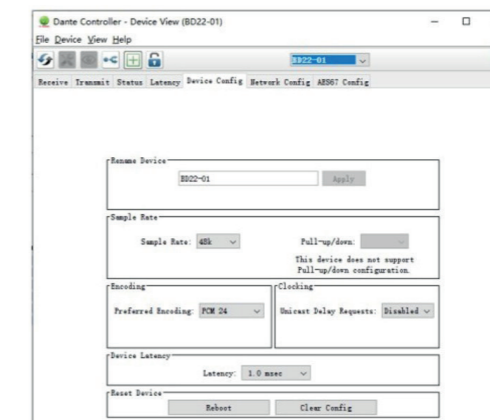 Dante Controller - Device View (BD22-01)
File Device View Help
BD22-01
Receive Transmit Status Latency Device Config Network Config AES67 Config
Rename Device
BD22-01 Apply
Sample Rate
Sample Rate: 48k Pull-up/down:
This device does not support
Pull-up/down configuration.
Encoding Clocking
Preferred Encoding: PCM 24 Unicast Delay Requests: Disabled
Device Latency
Latency: 1.0 msec
Reset Device
Reboot Clear Config